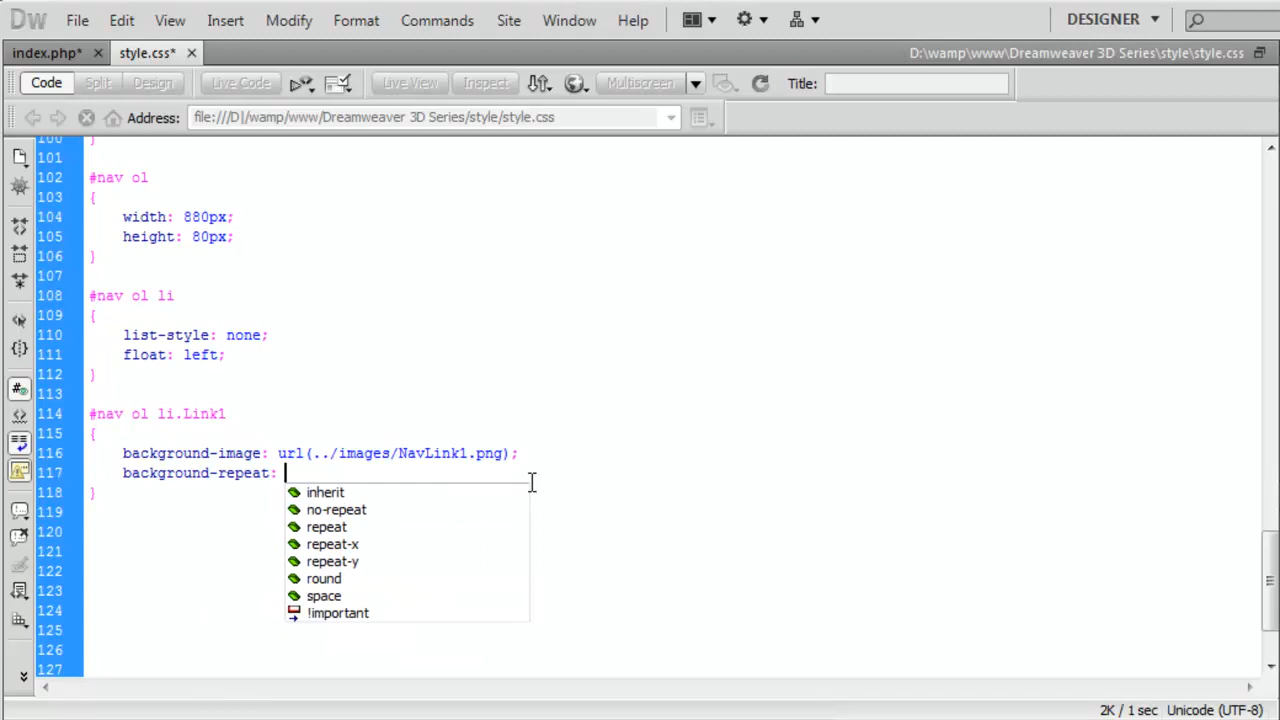 Dw File Edit View Insert Modify Format Commands Site Window Help DESIGNER
index.php* style.css* D:\wamp\www\Dreamweaver 3D Series\style\style.css
Code Split Design Live Code Live View Inspect Multiscreen Title:
Address: file:///D|/wamp/www/Dreamweaver 3D Series/style/style.css
100 }
101
102 #nav ol
103 {
104 width: 880px;
105 height: 80px;
106 }
107
108 #nav ol li
109 {
110 list-style: none;
111 float: left;
112 }
113
114 #nav ol li.Link1
115 {
116 background-image: url(../images/NavLink1.png);
117 background-repeat:
118 }
119
120
121
122
123
124
125
126
127
inherit
no-repeat
repeat
repeat-x
repeat-y
round
space
!important
2K / 1 sec Unicode (UTF-8)